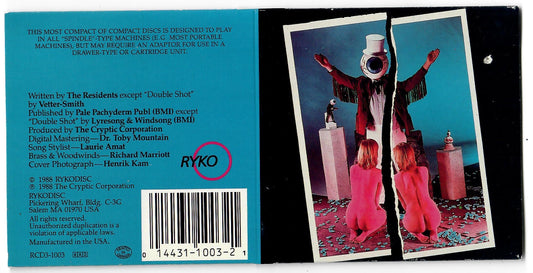 THIS MOST COMPACT OF COMPACT DISCS IS DESIGNED TO PLAY
IN ALL "SPINDLE"-TYPE MACHINES (E.G. MOST PORTABLE
MACHINES), BUT MAY REQUIRE AN ADAPTOR FOR USE IN A
DRAWER-TYPE OR CARTRIDGE UNIT.
Written by The Residents except "Double Shot"
by Vetter-Smith
Published by Pale Pachyderm Publ (BMI) except
"Double Shot" by Lyresong & Windsong (BMI)
Produced by The Cryptic Corporation
Digital Mastering—Dr. Toby Mountain
Song Stylist—Laurie Amat
Brass & Woodwinds—Richard Marriott
Cover Photograph—Henrik Kam
RYKO
© 1988 RYKODISC
℗ 1988 The Cryptic Corporation
RYKODISC
Pickering Wharf, Bldg. C-3G
Salem MA 01970 USA
All rights reserved.
Unauthorized duplication is a
violation of applicable laws.
Manufactured in the USA.
RCD3-1003
0 14431-1003-2 1